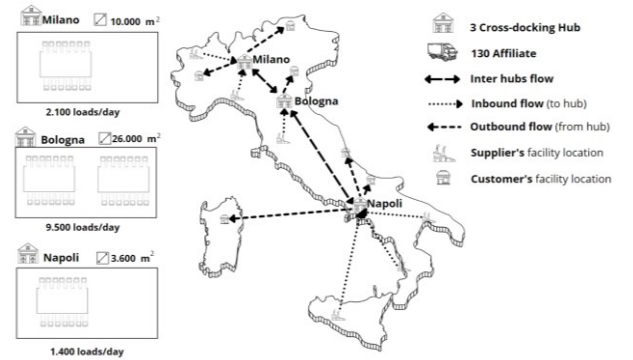 Milano
10.000 m²
2.100 loads/day
Bologna
26.000 m²
9.500 loads/day
Napoli
3.600 m²
1.400 loads/day
Milano
Bologna
Napoli
3 Cross-docking Hub
130 Affiliate
Inter hubs flow
Inbound flow (to hub)
Outbound flow (from hub)
Supplier's facility location
Customer's facility location